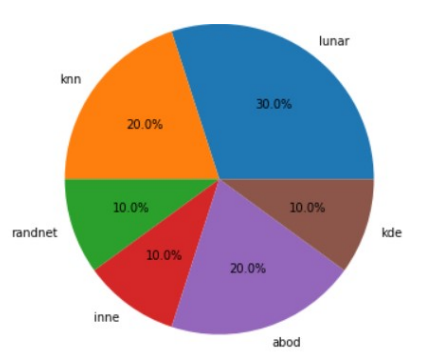 lunar
30.0%
knn
20.0%
randnet
10.0%
inne
10.0%
abod
20.0%
kde
10.0%